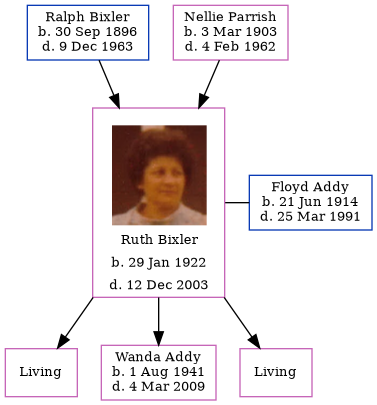 Ralph Bixler
b. 30 Sep 1896
d. 9 Dec 1963
Nellie Parrish
b. 3 Mar 1903
d. 4 Feb 1962
Floyd Addy
b. 21 Jun 1914
d. 25 Mar 1991
Ruth Bixler
b. 29 Jan 1922
d. 12 Dec 2003
Living
Wanda Addy
b. 1 Aug 1941
d. 4 Mar 2009
Living